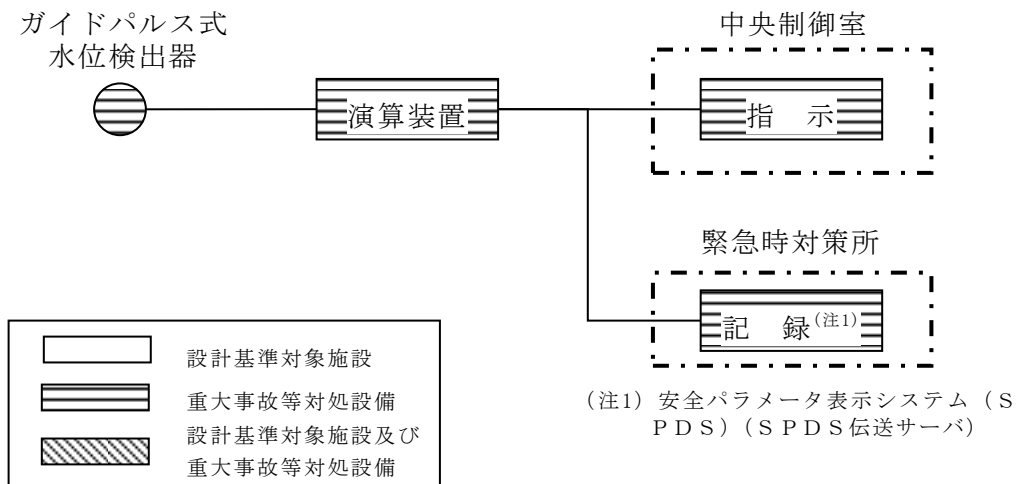 ガイドパルス式
水位検出器
中央制御室
演算装置
指　示
緊急時対策所
記　録(注1)
(注1) 安全パラメータ表示システム（Ｓ
ＰＤＳ）(ＳＰＤＳ伝送サーバ)
設計基準対象施設
重大事故等対処設備
設計基準対象施設及び
重大事故等対処設備